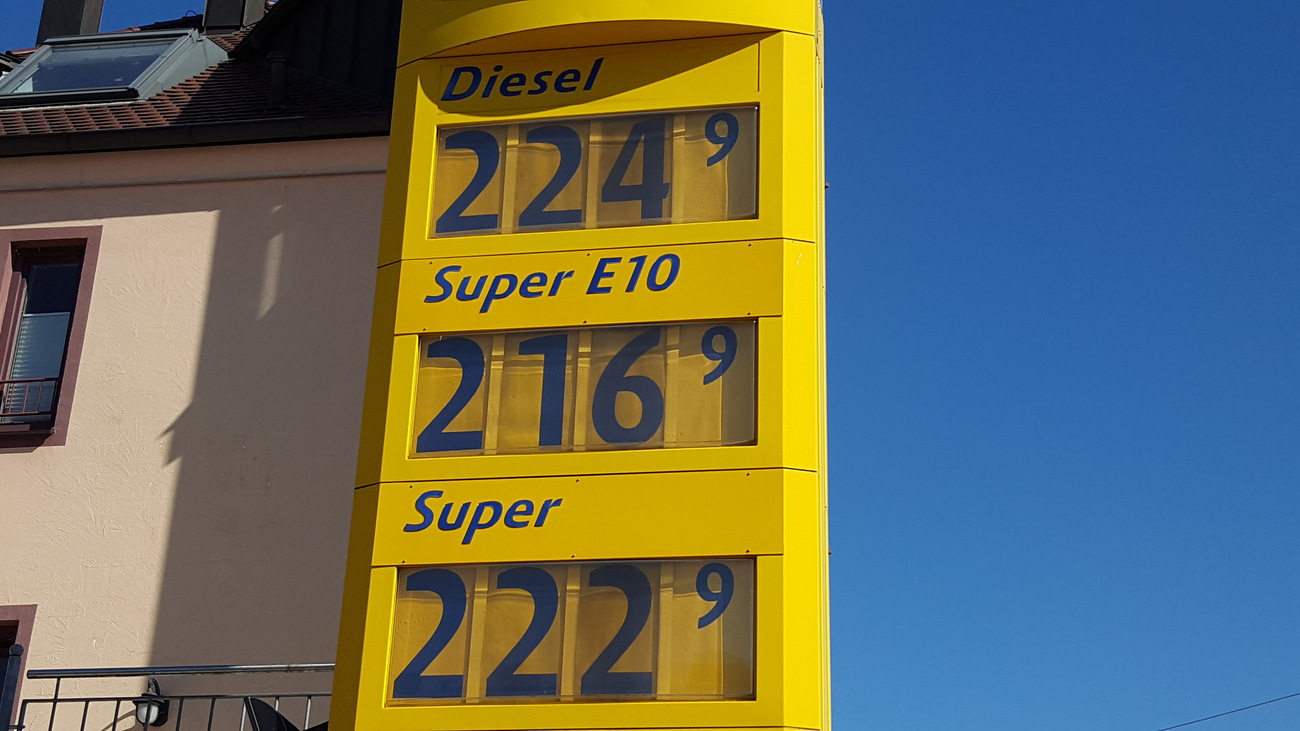 Diesel
224⁹
Super E10
216⁹
Super
222⁹